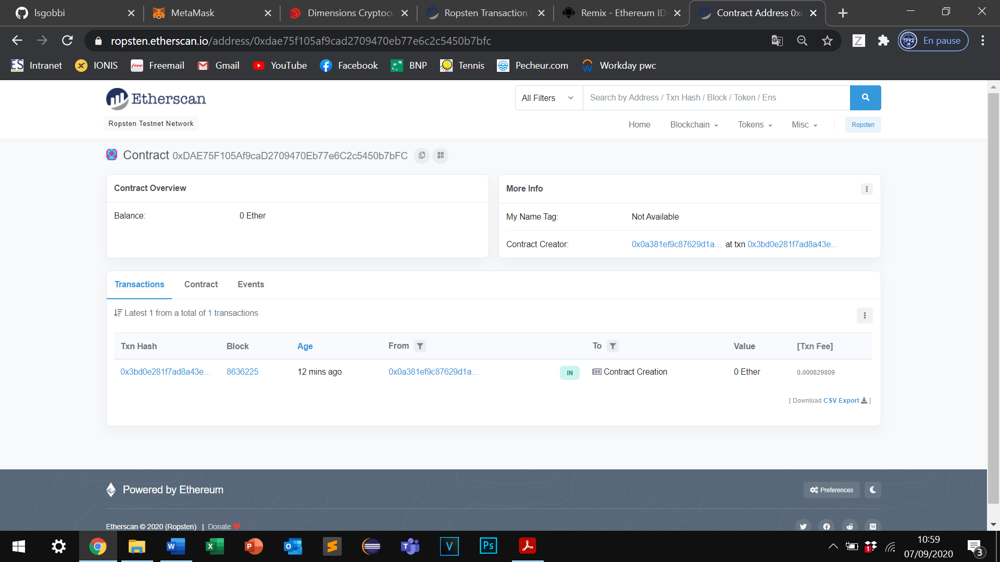 lsgobbi
MetaMask
Dimensions Cryptocu
Ropsten Transaction
Remix - Ethereum ID
Contract Address 0x
ropsten.etherscan.io/address/0xdae75f105af9cad2709470eb77e6c2c5450b7bfc
TF92
En pause
ES Intranet
IONIS
free Freemail
Gmail
YouTube
Facebook
BNP
Tennis
Pecheur.com
Workday pwc
Etherscan
All Filters
Search by Address / Txn Hash / Block / Token / Ens
Ropsten Testnet Network
Home
Blockchain
Tokens
Misc
Ropsten
Contract 0xDAE75F105Af9caD2709470Eb77e6C2c5450b7bFC
Contract Overview
Balance: 0 Ether
More Info
My Name Tag: Not Available
Contract Creator: 0x0a381ef9c87629d1a... at txn 0x3bd0e281f7ad8a43e...
Transactions Contract Events
Latest 1 from a total of 1 transactions
Txn Hash Block Age From To Value [Txn Fee]
0x3bd0e281f7ad8a43e... 8636225 12 mins ago 0x0a381ef9c87629d1a... IN Contract Creation 0 Ether 0.000829809
[ Download CSV Export ]
Powered by Ethereum
Preferences
Etherscan © 2020 (Ropsten) | Donate
10:59
07/09/2020
3